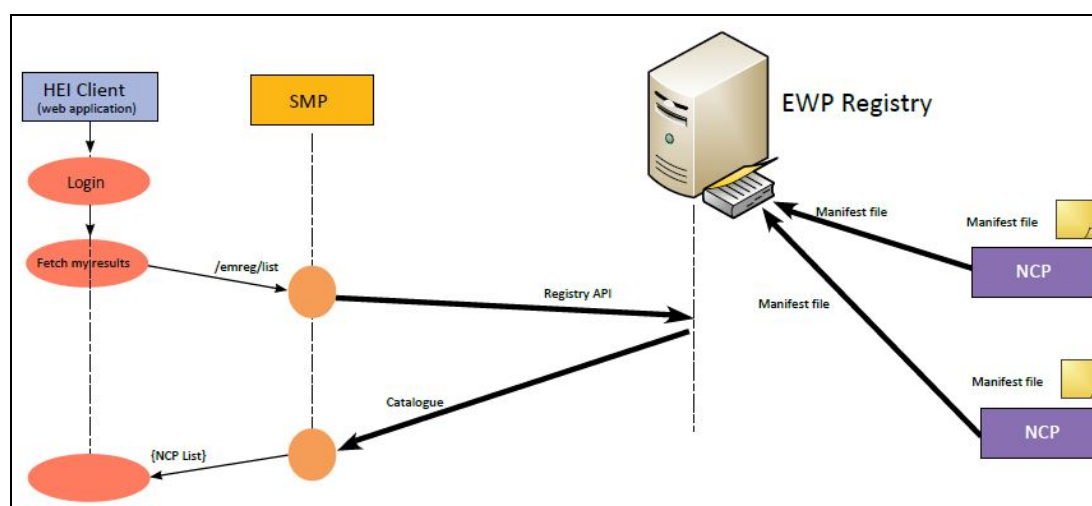 HEI Client
(web application)
SMP
EWP Registry
Login
Manifest file
Manifest file
NCP
Fetch my results
/emreg/list
Registry API
Manifest file
Manifest file
NCP
Catalogue
{NCP List}